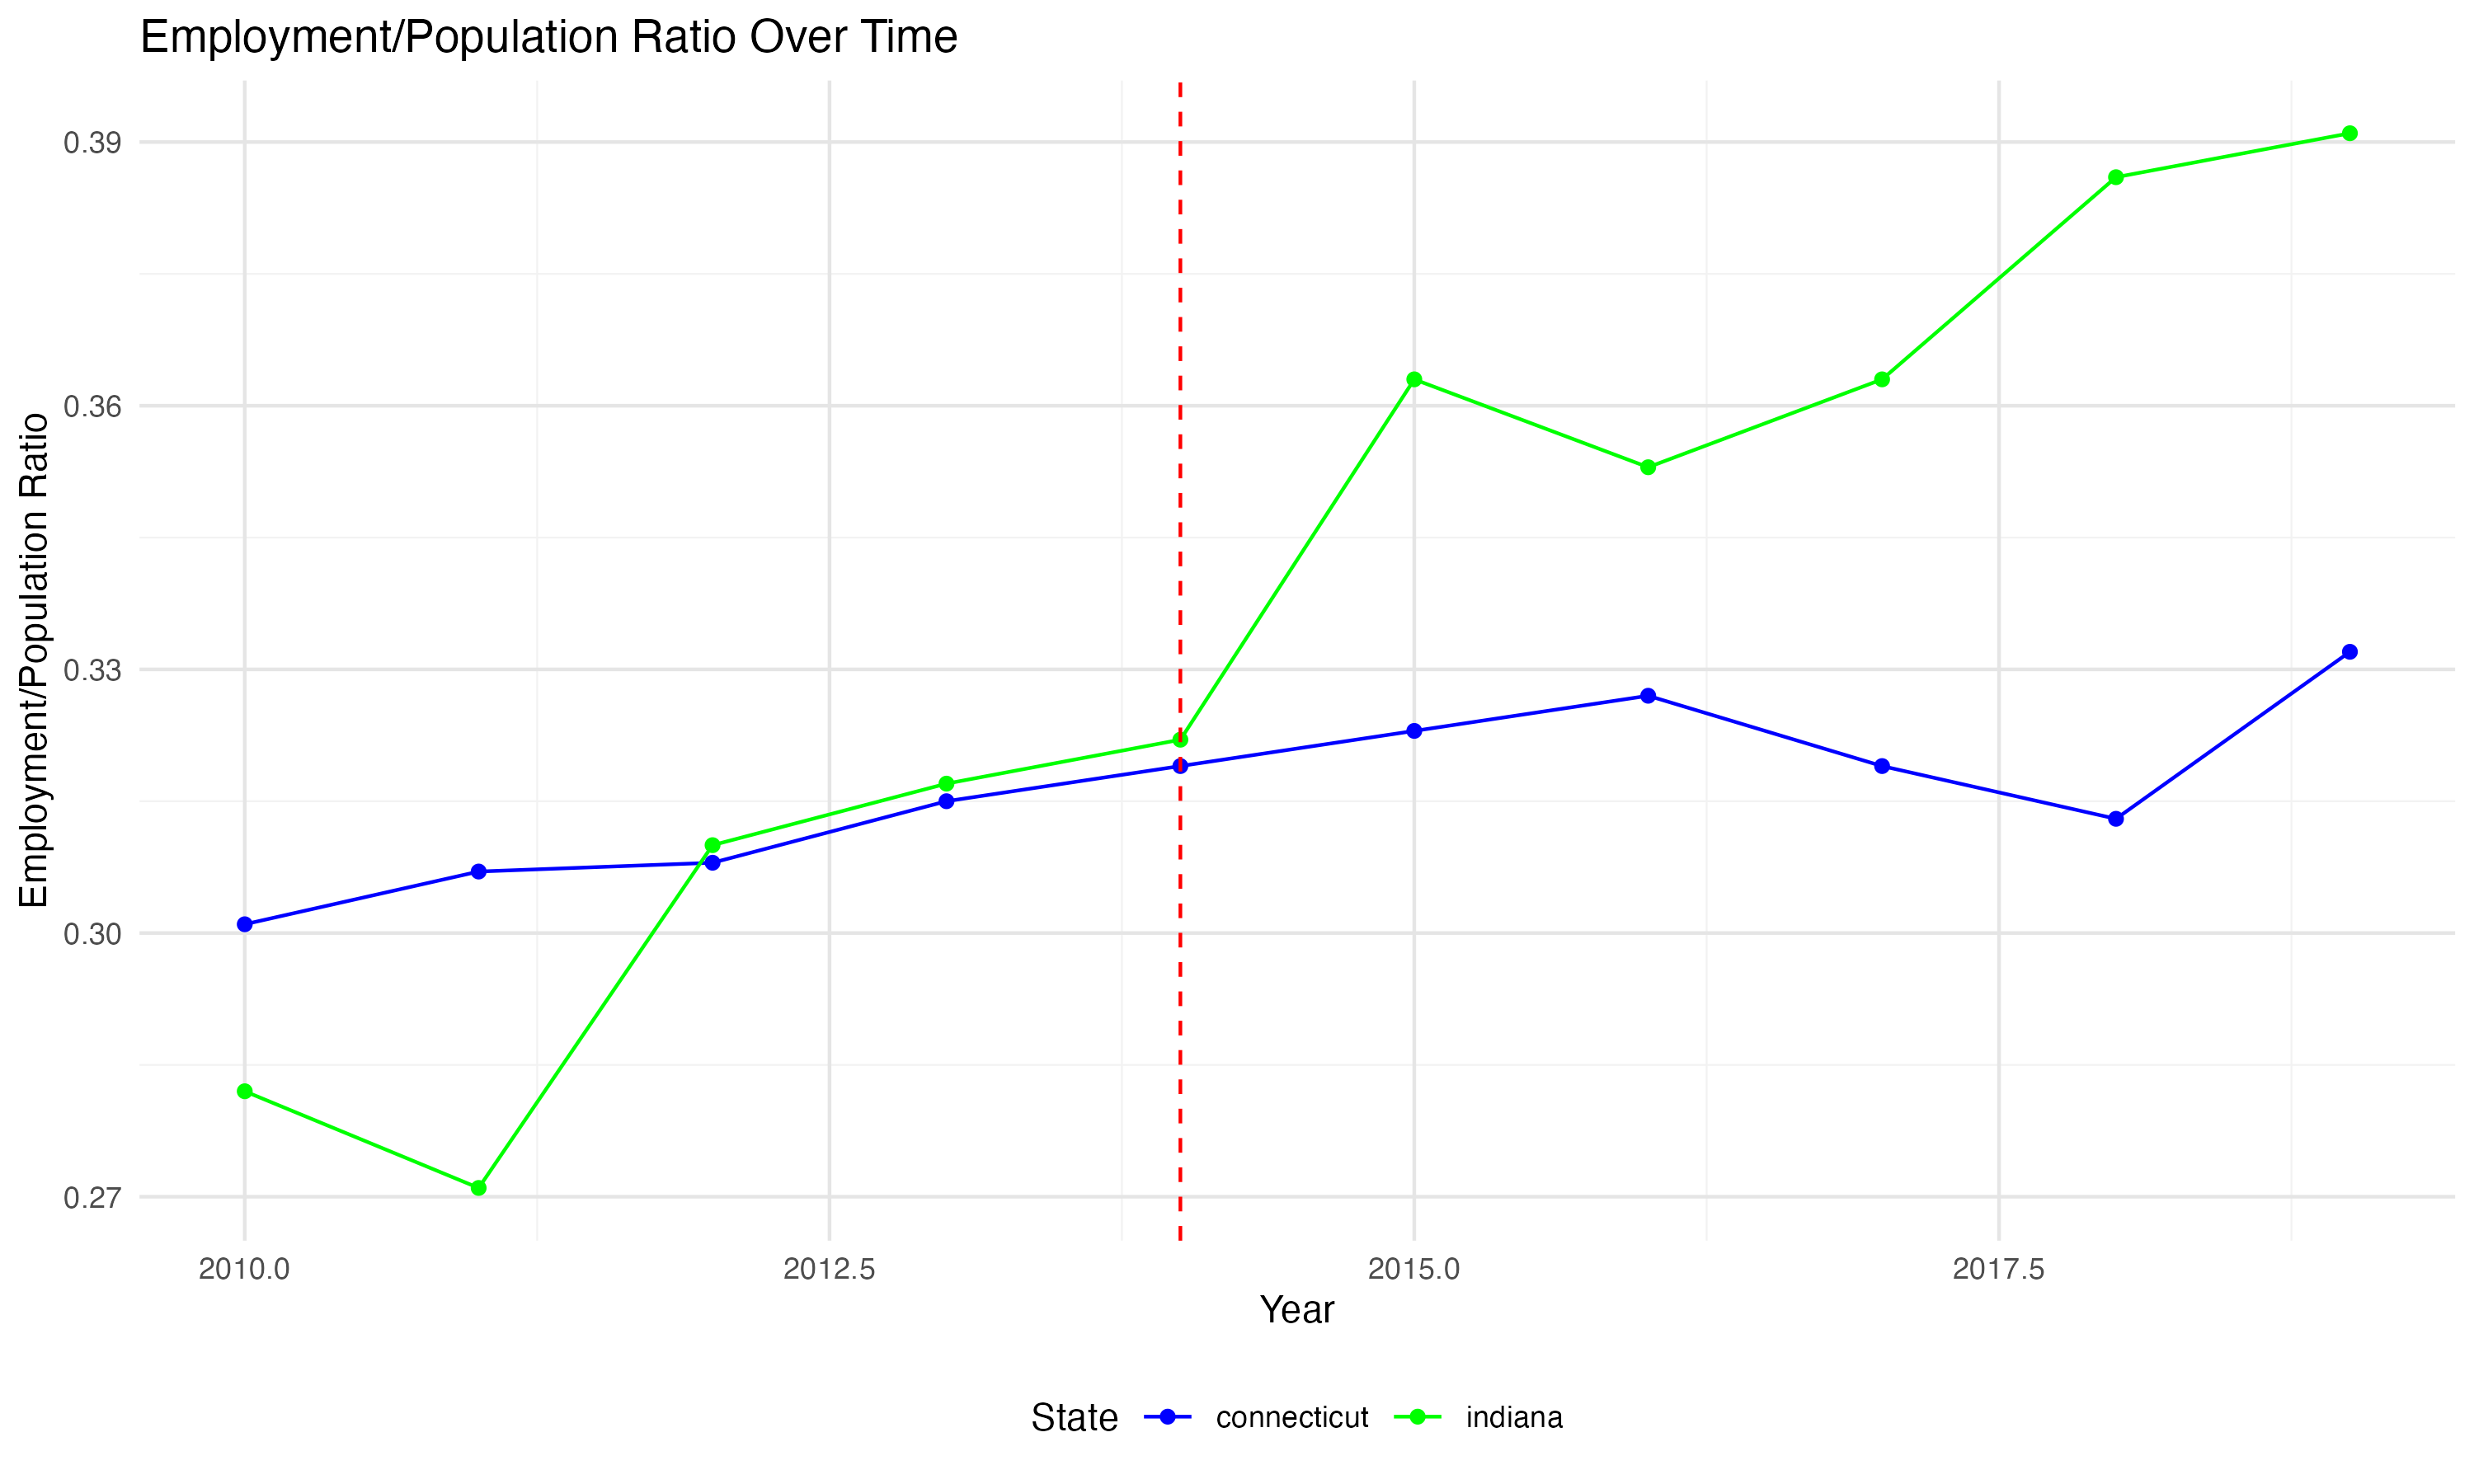 Employment/Population Ratio Over Time
Employment/Population Ratio
0.39
0.36
0.33
0.30
0.27
2010.0 2012.5 2015.0 2017.5
Year
State connecticut indiana